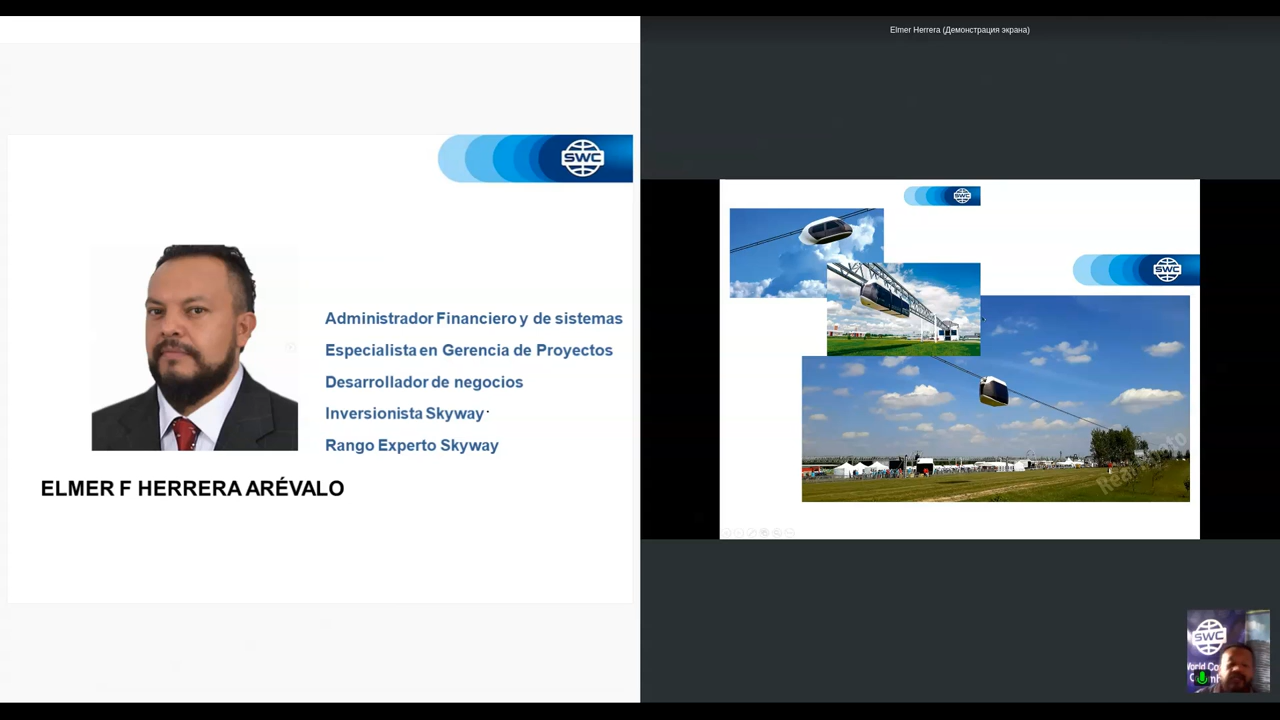 SWC
Administrador Financiero y de sistemas
Especialista en Gerencia de Proyectos
Desarrollador de negocios
Inversionista Skyway
Rango Experto Skyway
ELMER F HERRERA ARÉVALO
Elmer Herrera (Демонстрация экрана)
SWC
SWC
SWC